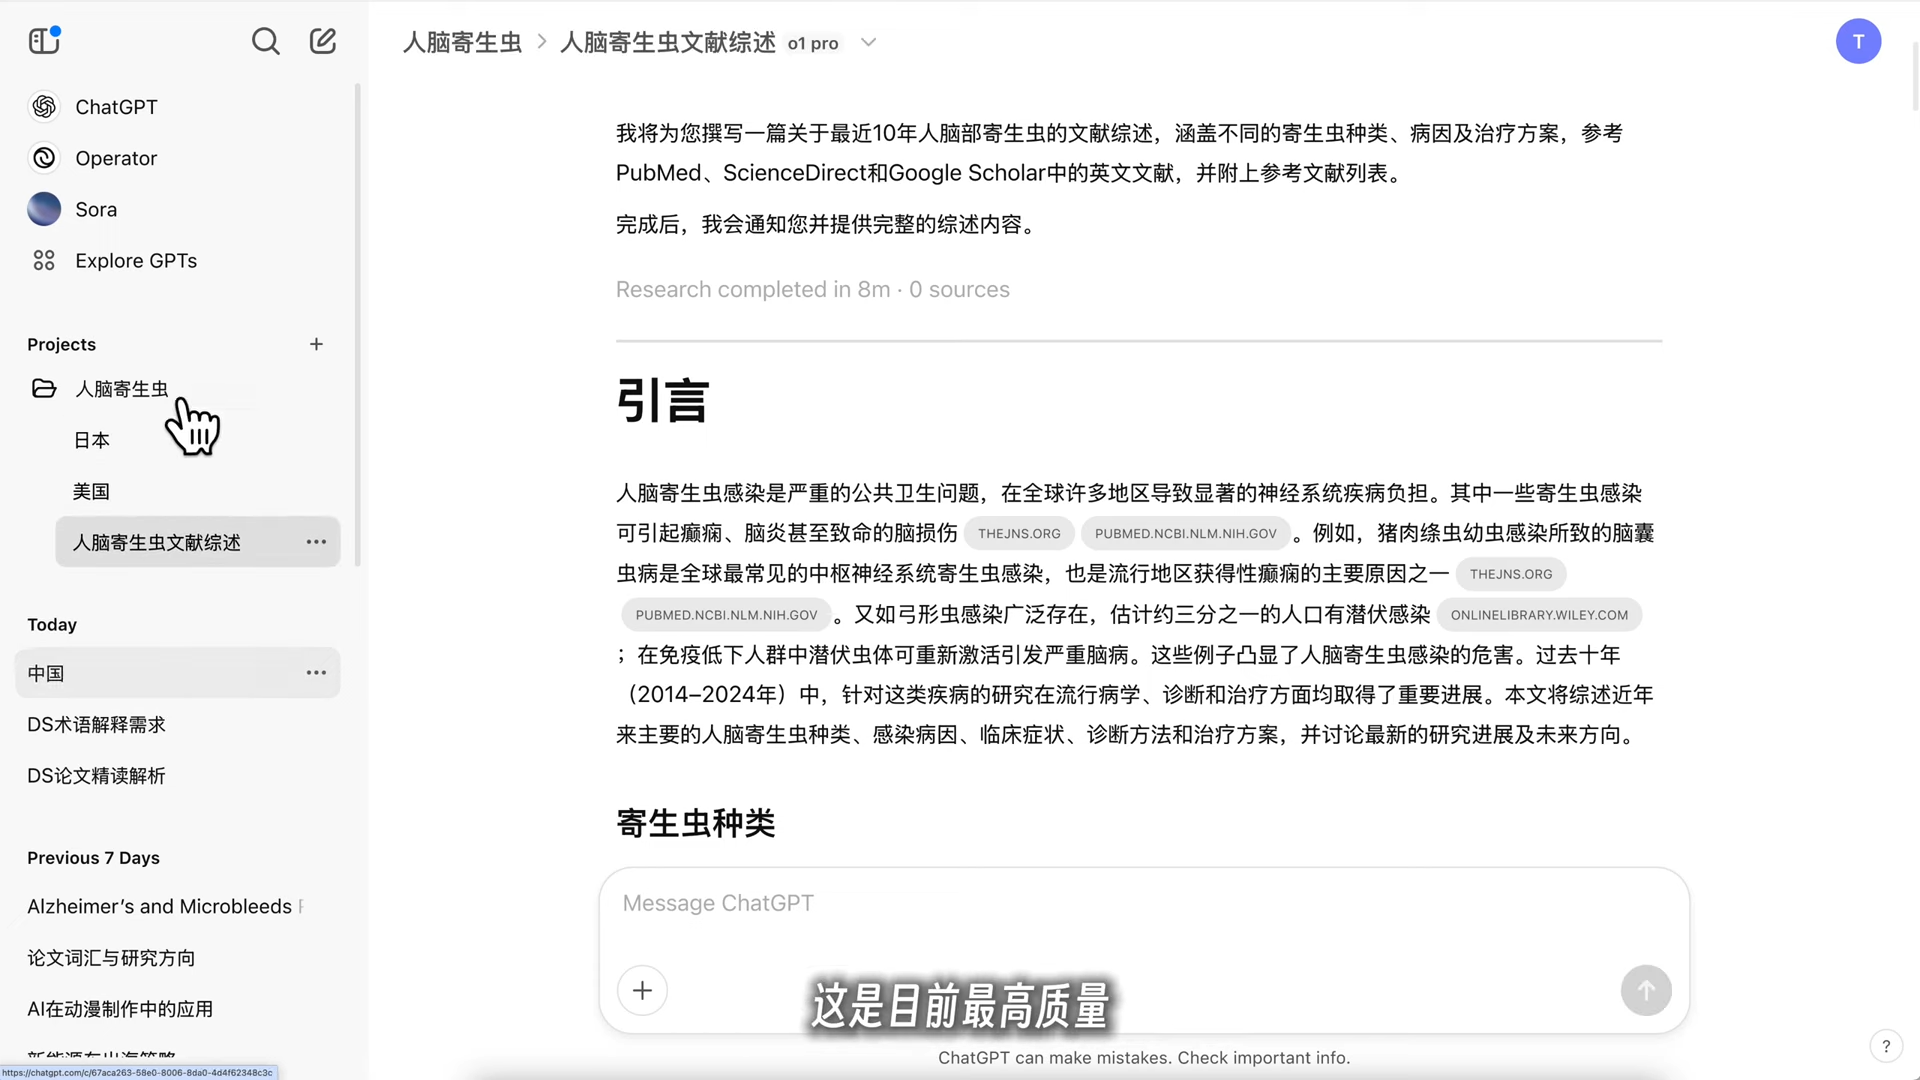 ChatGPT
Operator
Sora
Explore GPTs
Projects
人脑寄生虫
日本
美国
人脑寄生虫文献综述
Today
中国
DS术语解释需求
DS论文精读解析
Previous 7 Days
Alzheimer's and Microbleeds
论文词汇与研究方向
AI在动漫制作中的应用
https://chatgpt.com/c/67aca263-58e0-8006-8da0-4d4f62348c3c
人脑寄生虫 > 人脑寄生虫文献综述 o1 pro
T
我将为您撰写一篇关于最近10年人脑部寄生虫的文献综述，涵盖不同的寄生虫种类、病因及治疗方案，参考
PubMed、ScienceDirect和Google Scholar中的英文文献，并附上参考文献列表。
完成后，我会通知您并提供完整的综述内容。
Research completed in 8m · 0 sources
引言
人脑寄生虫感染是严重的公共卫生问题，在全球许多地区导致显著的神经系统疾病负担。其中一些寄生虫感染
可引起癫痫、脑炎甚至致命的脑损伤 THEJNS.ORG PUBMED.NCBI.NLM.NIH.GOV 。例如，猪肉绦虫幼虫感染所致的脑囊
虫病是全球最常见的中枢神经系统寄生虫感染，也是流行地区获得性癫痫的主要原因之一 THEJNS.ORG
PUBMED.NCBI.NLM.NIH.GOV 。又如弓形虫感染广泛存在，估计约三分之一的人口有潜伏感染 ONLINELIBRARY.WILEY.COM
；在免疫低下人群中潜伏虫体可重新激活引发严重脑病。这些例子凸显了人脑寄生虫感染的危害。过去十年
（2014–2024年）中，针对这类疾病的研究在流行病学、诊断和治疗方面均取得了重要进展。本文将综述近年
来主要的人脑寄生虫种类、感染病因、临床症状、诊断方法和治疗方案，并讨论最新的研究进展及未来方向。
寄生虫种类
Message ChatGPT
这是目前最高质量
ChatGPT can make mistakes. Check important info.
?